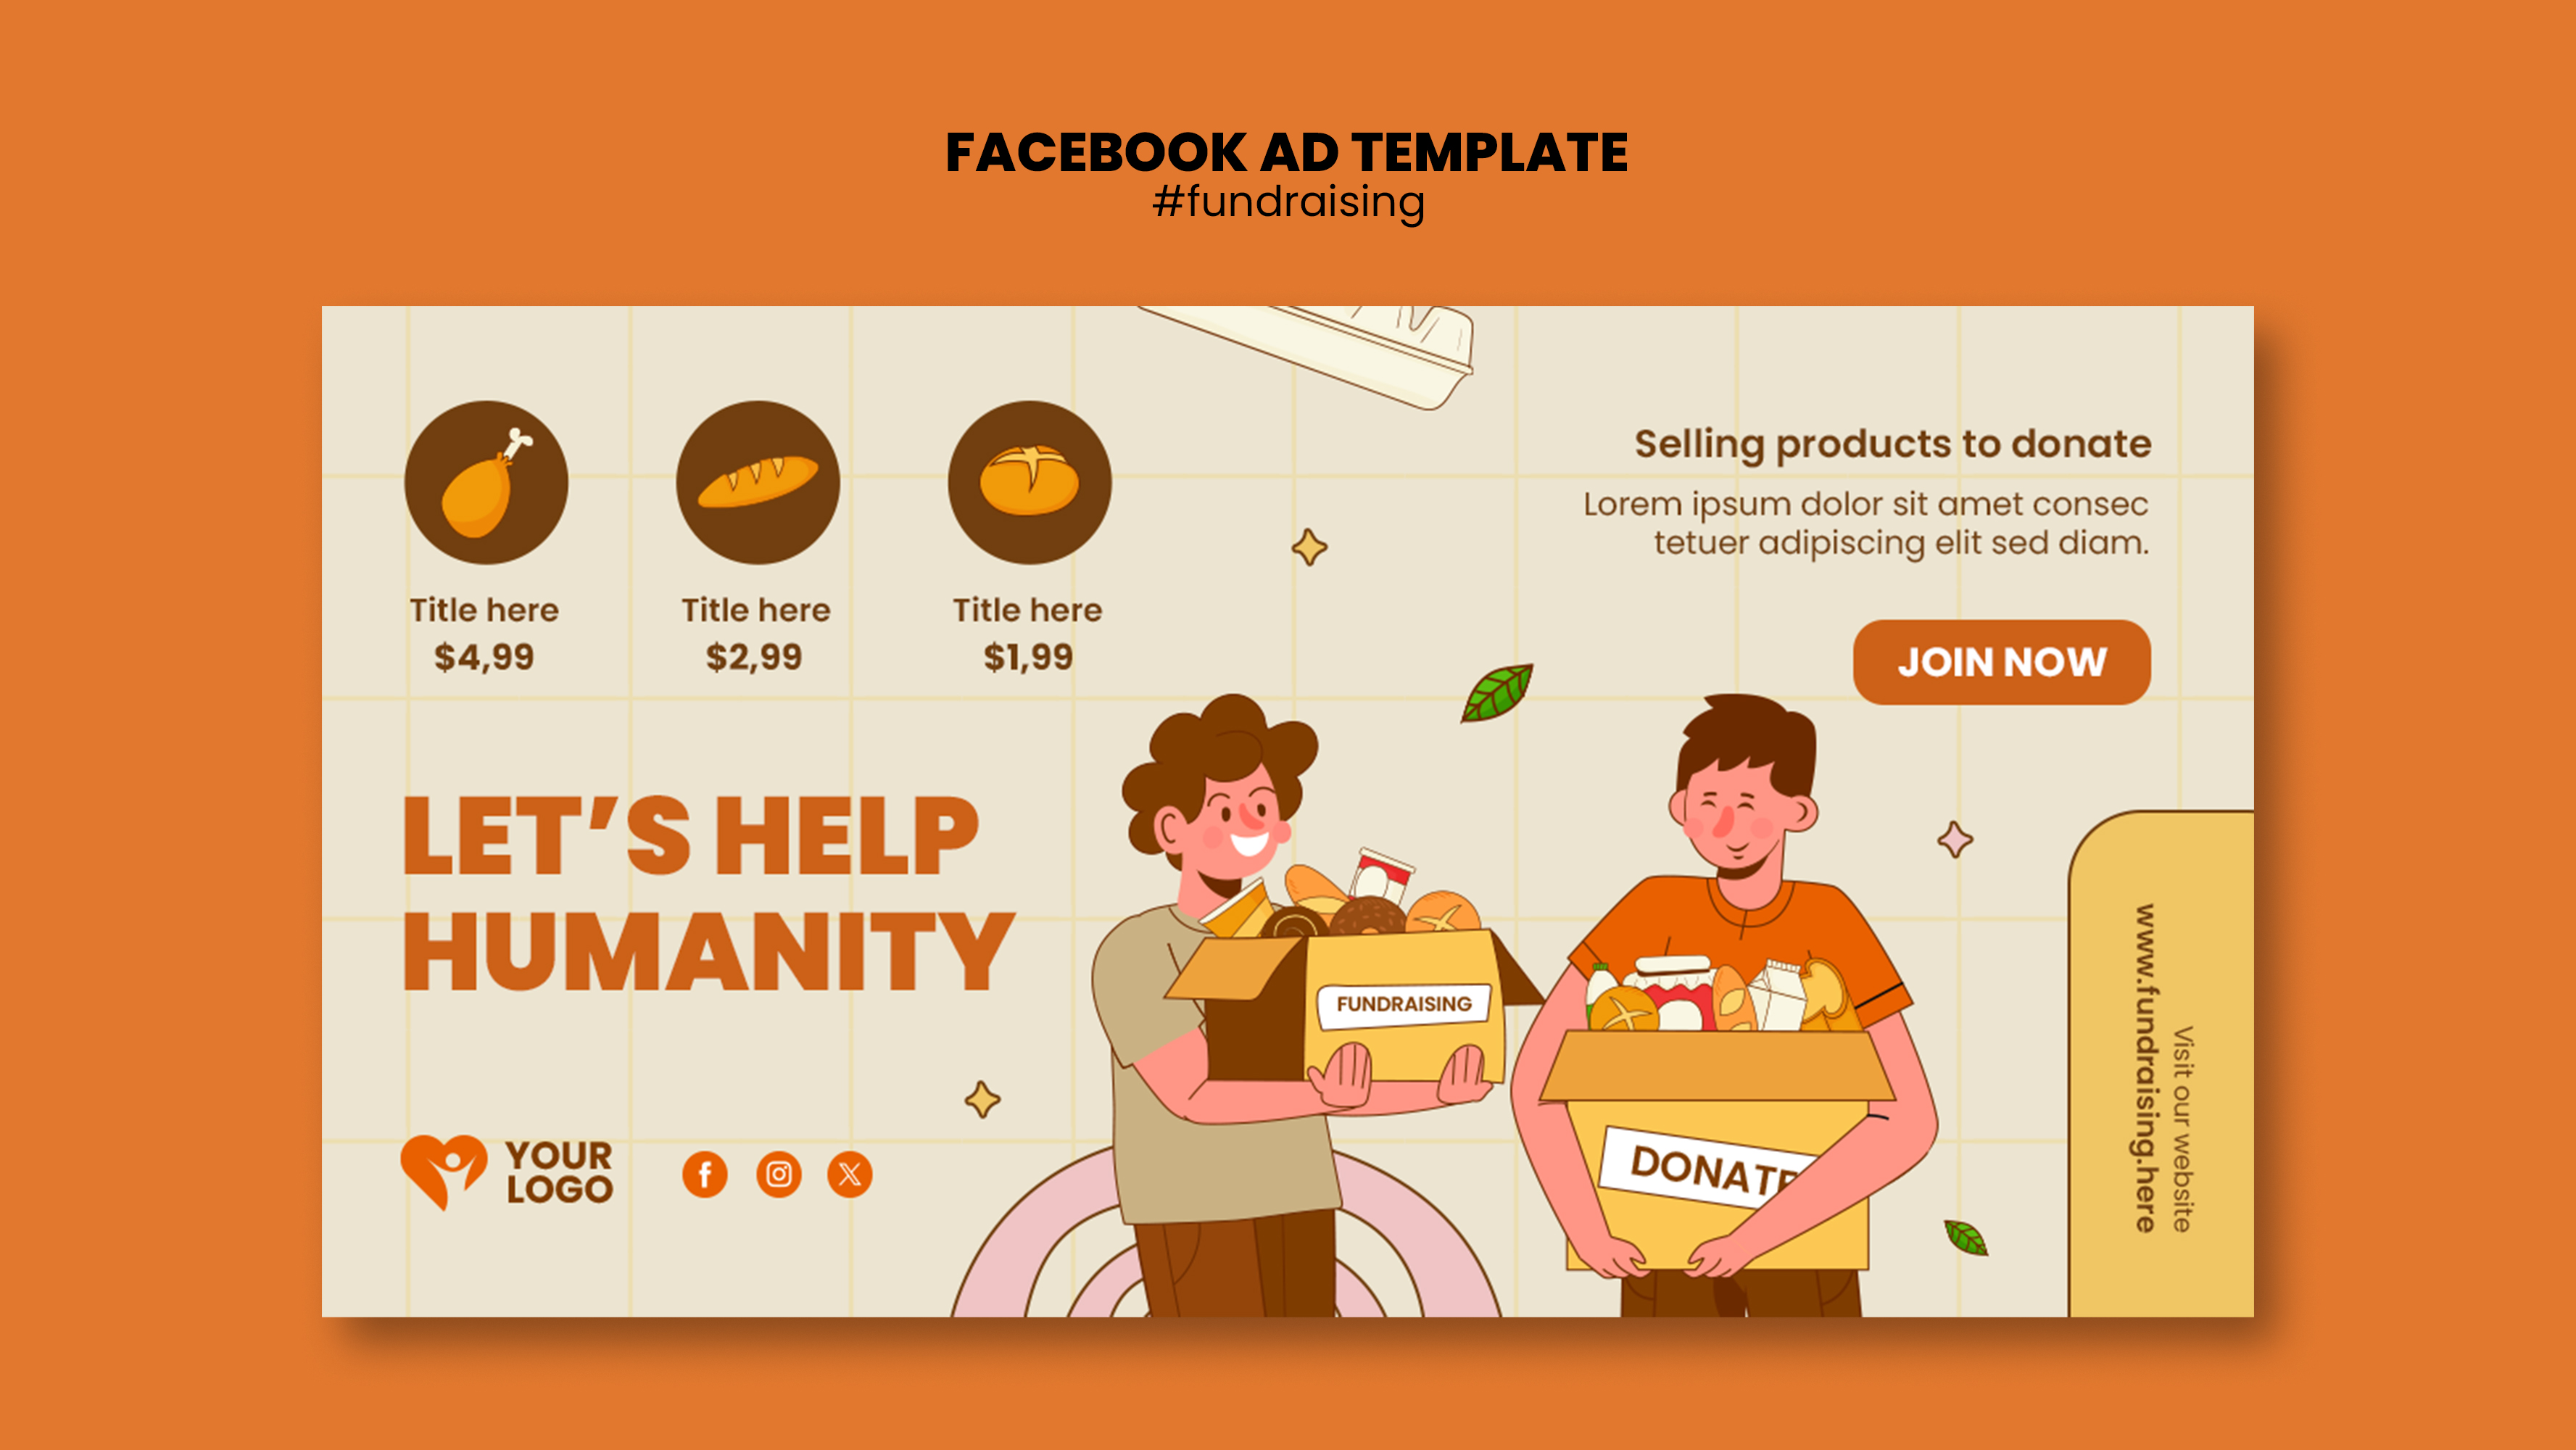 FACEBOOK AD TEMPLATE
#fundraising
Title here
$4,99
Title here
$2,99
Title here
$1,99
Selling products to donate
Lorem ipsum dolor sit amet consec
tetuer adipiscing elit sed diam.
JOIN NOW
LET’S HELP
HUMANITY
FUNDRAISING
DONATE
YOUR
LOGO
Visit our website
www.fundraising.here